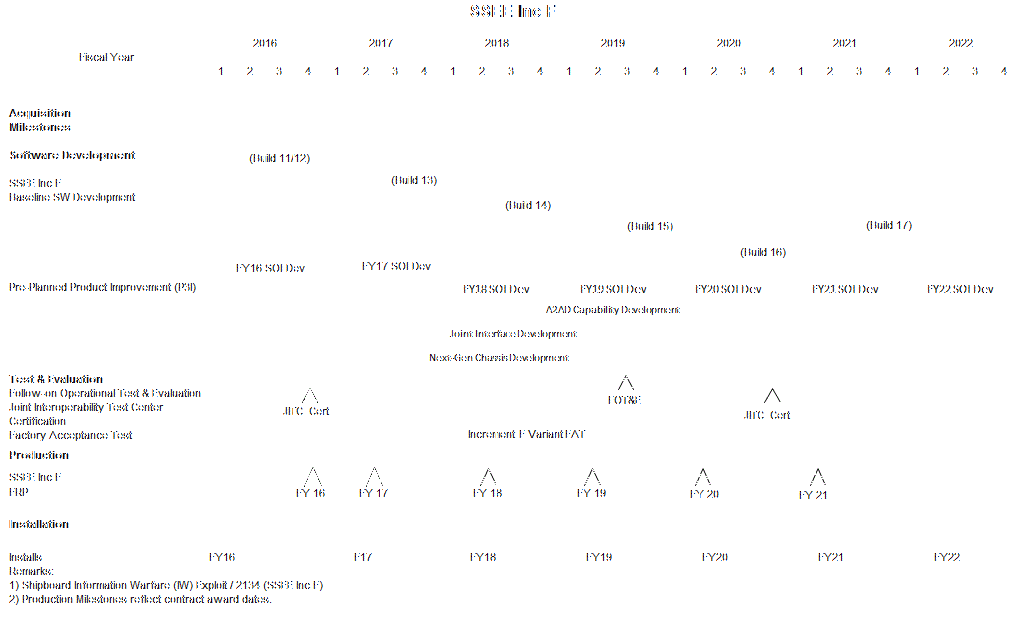 SSEE Inc F
2016 2017 2018 2019 2020 2021 2022
Fiscal Year
1 2 3 4 1 2 3 4 1 2 3 4 1 2 3 4 1 2 3 4 1 2 3 4 1 2 3 4
Acquisition
Milestones
Software Development
(Build 11/12)
SSEE Inc F
(Build 13)
Baseline SW Development
(Build 14)
(Build 15)
(Build 17)
(Build 16)
FY16 SOI Dev
FY17 SOI Dev
Pre-Planned Product Improvement (P3I)
FY18 SOI Dev FY19 SOI Dev FY20 SOI Dev FY21 SOI Dev FY22 SOI Dev
A2AD Capability Development
Joint Interface Development
Next-Gen Chassis Development
Test & Evaluation
Follow-on Operational Test & Evaluation
FOT&E
Joint Interoperability Test Center
JITC Cert
JITC Cert
Certification
Factory Acceptance Test
Increment F Variant FAT
Production
SSEE Inc F
FRP
FY 16 FY 17 FY 18 FY 19 FY 20 FY 21
Installation
Installs FY16 F17 FY18 FY19 FY20 FY21 FY22
Remarks:
1) Shipboard Information Warfare (IW) Exploit / 2134 (SSEE Inc F)
2) Production Milestones reflect contract award dates.